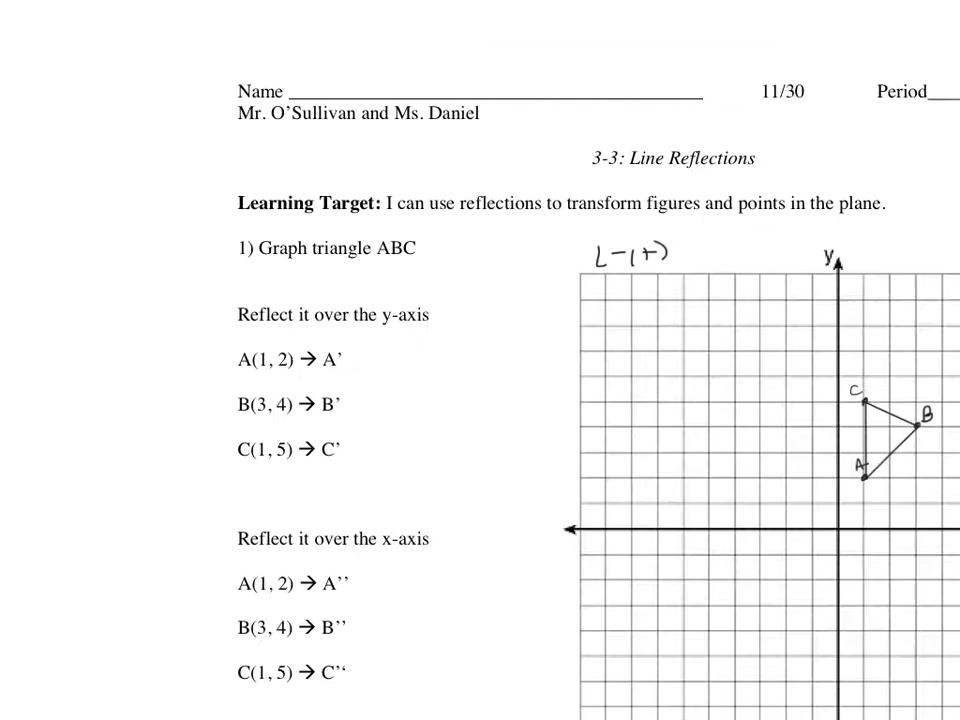 Name ____________________ 11/30 Period___
Mr. O’Sullivan and Ms. Daniel
3-3: Line Reflections
Learning Target: I can use reflections to transform figures and points in the plane.
1) Graph triangle ABC
(-,+)
y
Reflect it over the y-axis
A(1, 2) → A’
B(3, 4) → B’
C(1, 5) → C’
C
B
A
Reflect it over the x-axis
A(1, 2) → A’’
B(3, 4) → B’’
C(1, 5) → C’‘